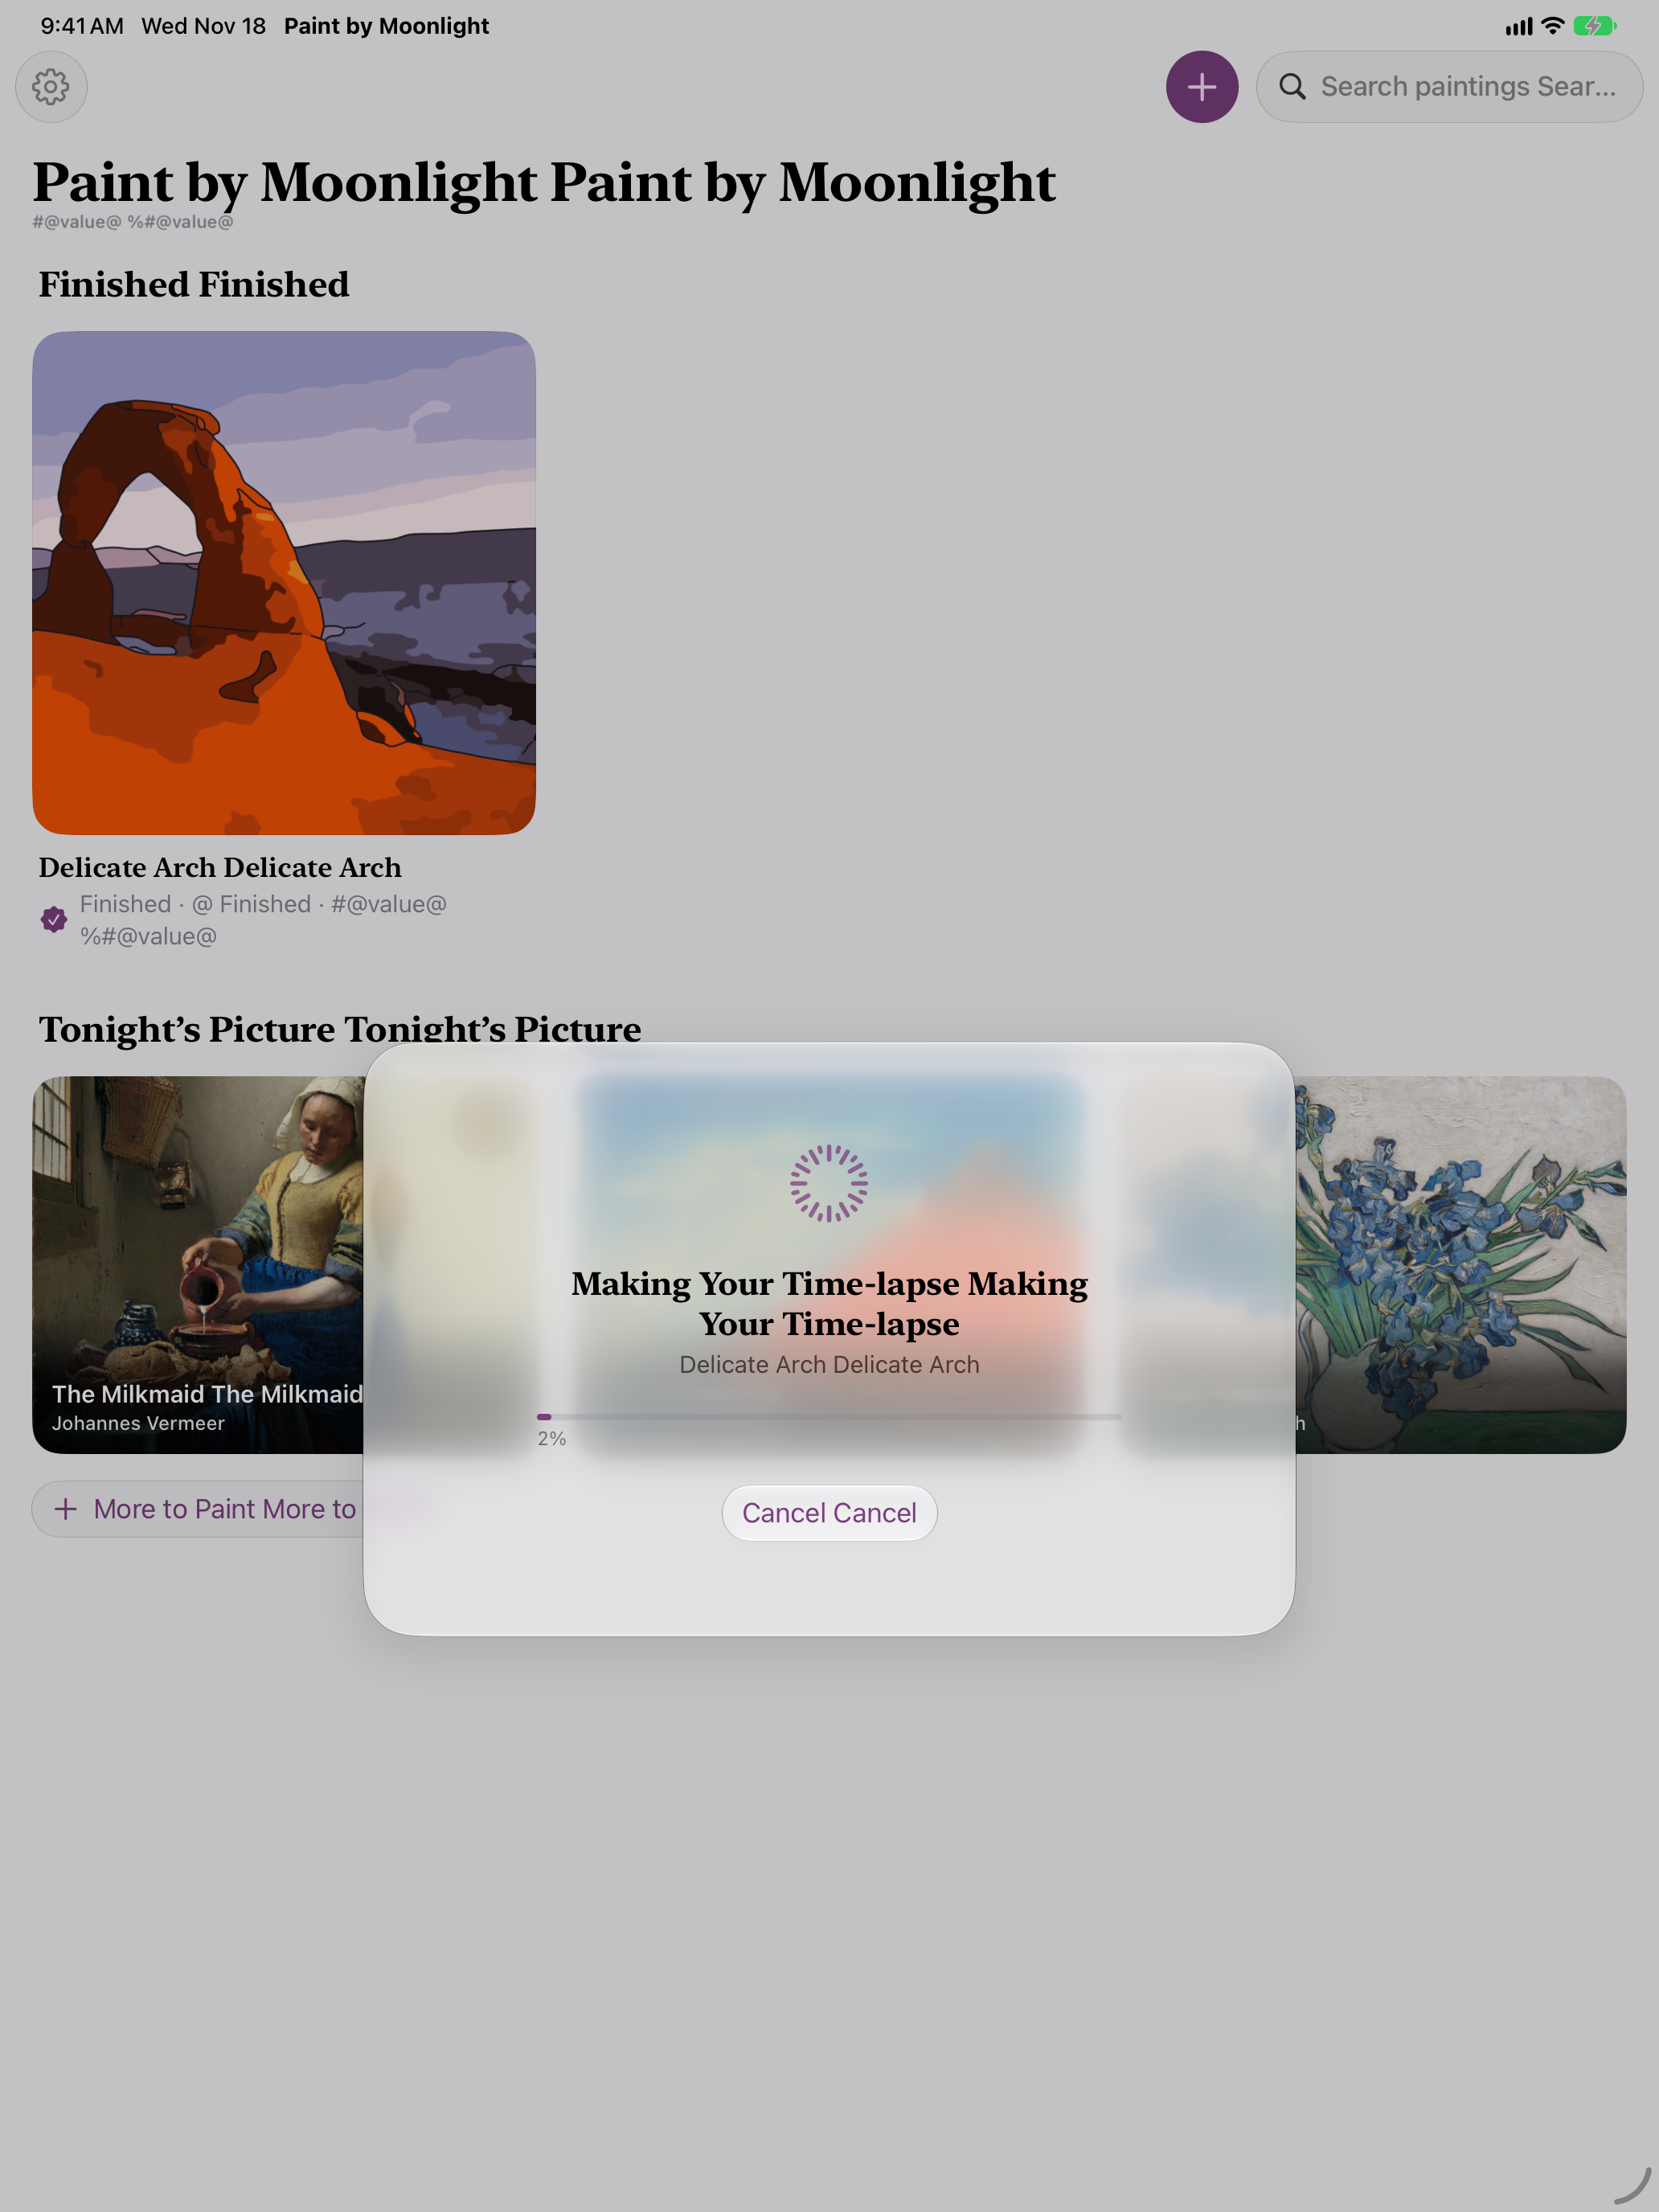 9:41 AM Wed Nov 18 Paint by Moonlight
Search paintings Sear...
Paint by Moonlight Paint by Moonlight
#@value@ %#@value@
Finished Finished
Delicate Arch Delicate Arch
Finished · @ Finished · #@value@
%#@value@
Tonight’s Picture Tonight’s Picture
The Milkmaid The Milkmaid
Johannes Vermeer
Making Your Time-lapse Making
Your Time-lapse
Delicate Arch Delicate Arch
2%
Cancel Cancel
More to Paint More to